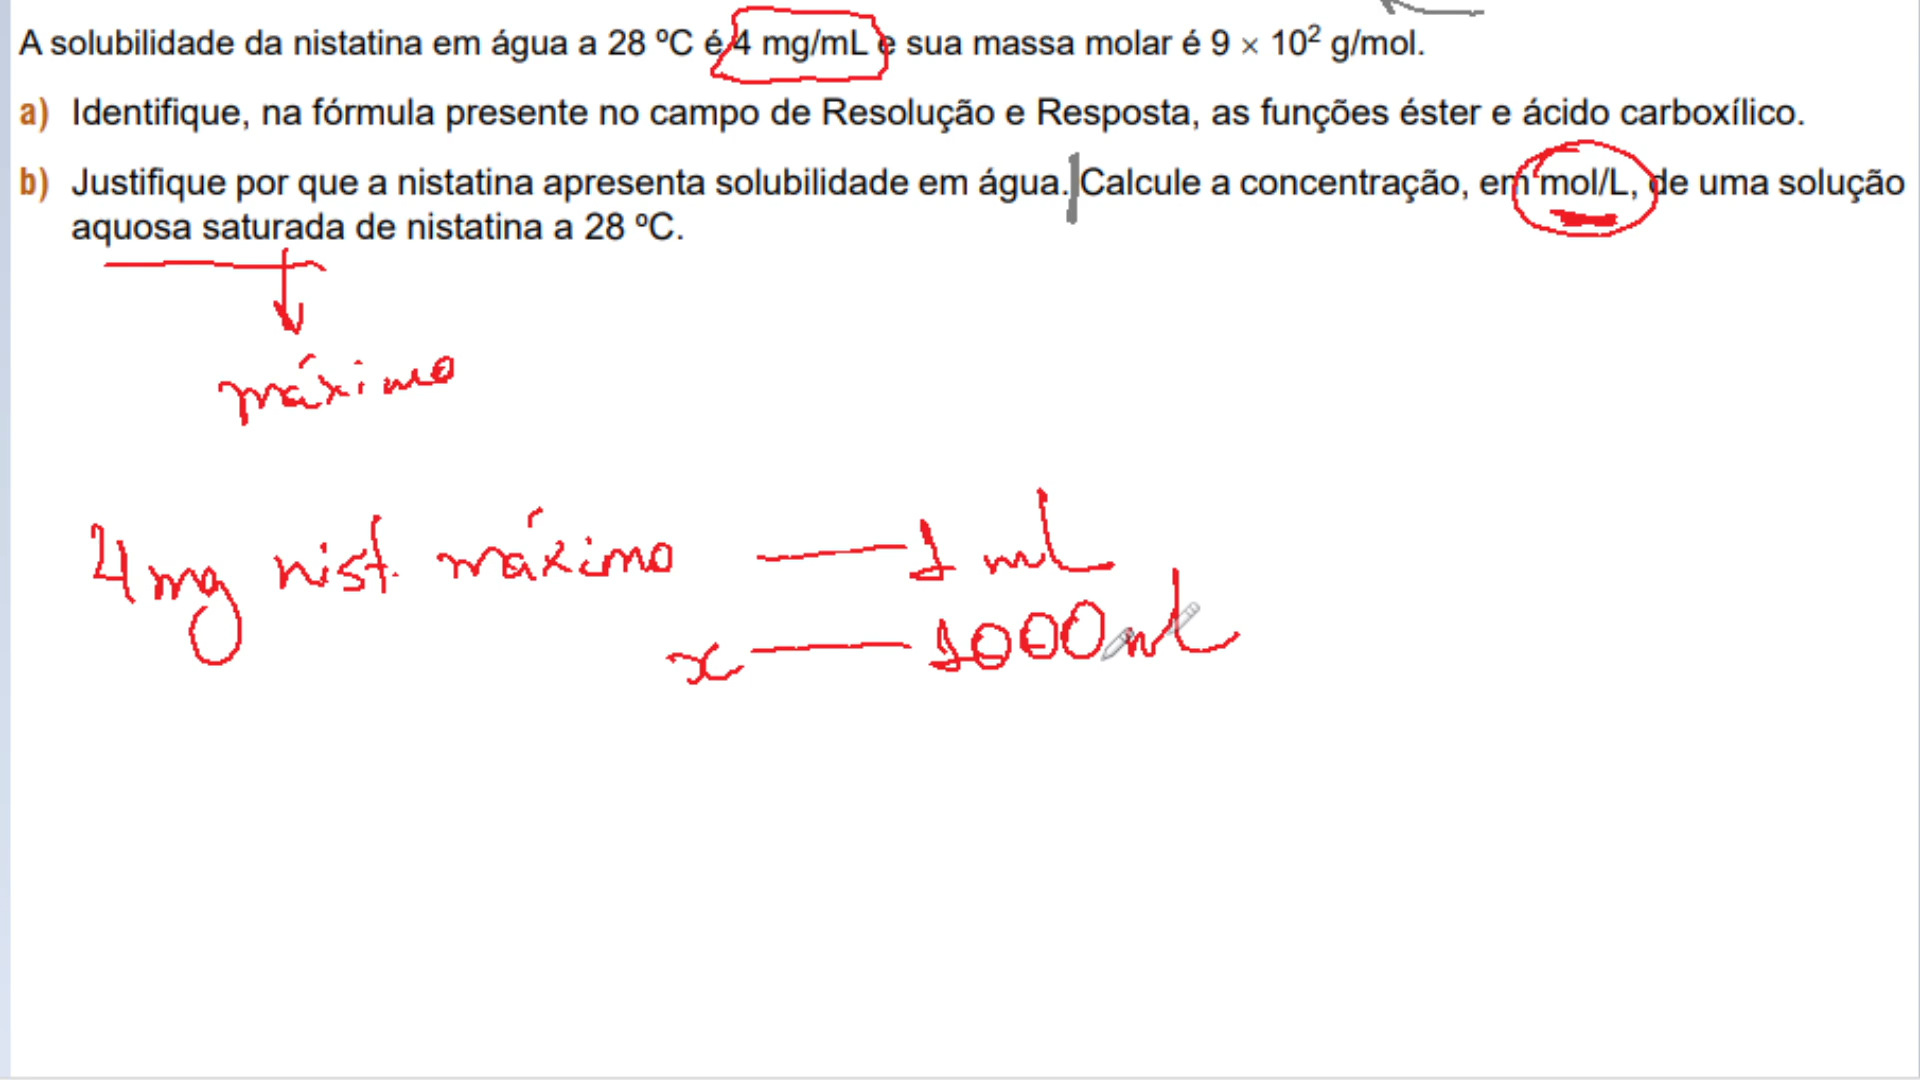 A solubilidade da nistatina em água a 28 ºC é 4 mg/mL e sua massa molar é 9 × 10² g/mol.
a) Identifique, na fórmula presente no campo de Resolução e Resposta, as funções éster e ácido carboxílico.
b) Justifique por que a nistatina apresenta solubilidade em água. Calcule a concentração, em mol/L, de uma solução
aquosa saturada de nistatina a 28 ºC.
máximo
4mg nist. máximo — 1 mL
x — 1000 mL